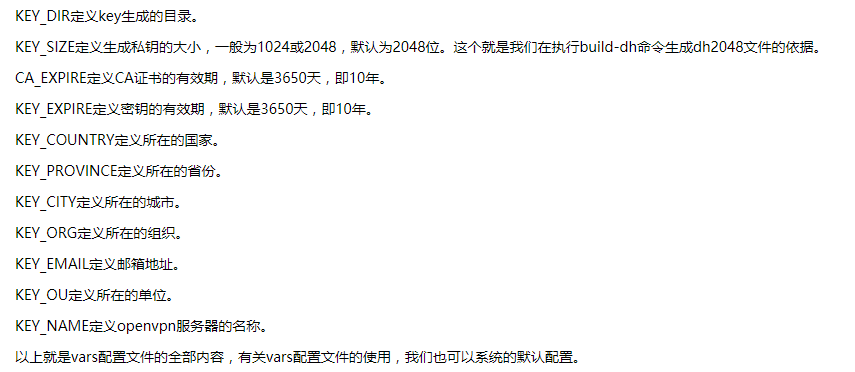 KEY_DIR定义key生成的目录。
KEY_SIZE定义生成私钥的大小，一般为1024或2048，默认为2048位。这个就是我们在执行build-dh命令生成dh2048文件的依据。
CA_EXPIRE定义CA证书的有效期，默认是3650天，即10年。
KEY_EXPIRE定义密钥的有效期，默认是3650天，即10年。
KEY_COUNTRY定义所在的国家。
KEY_PROVINCE定义所在的省份。
KEY_CITY定义所在的城市。
KEY_ORG定义所在的组织。
KEY_EMAIL定义邮箱地址。
KEY_OU定义所在的单位。
KEY_NAME定义openvpn服务器的名称。
以上就是vars配置文件的全部内容，有关vars配置文件的使用，我们也可以系统的默认配置。